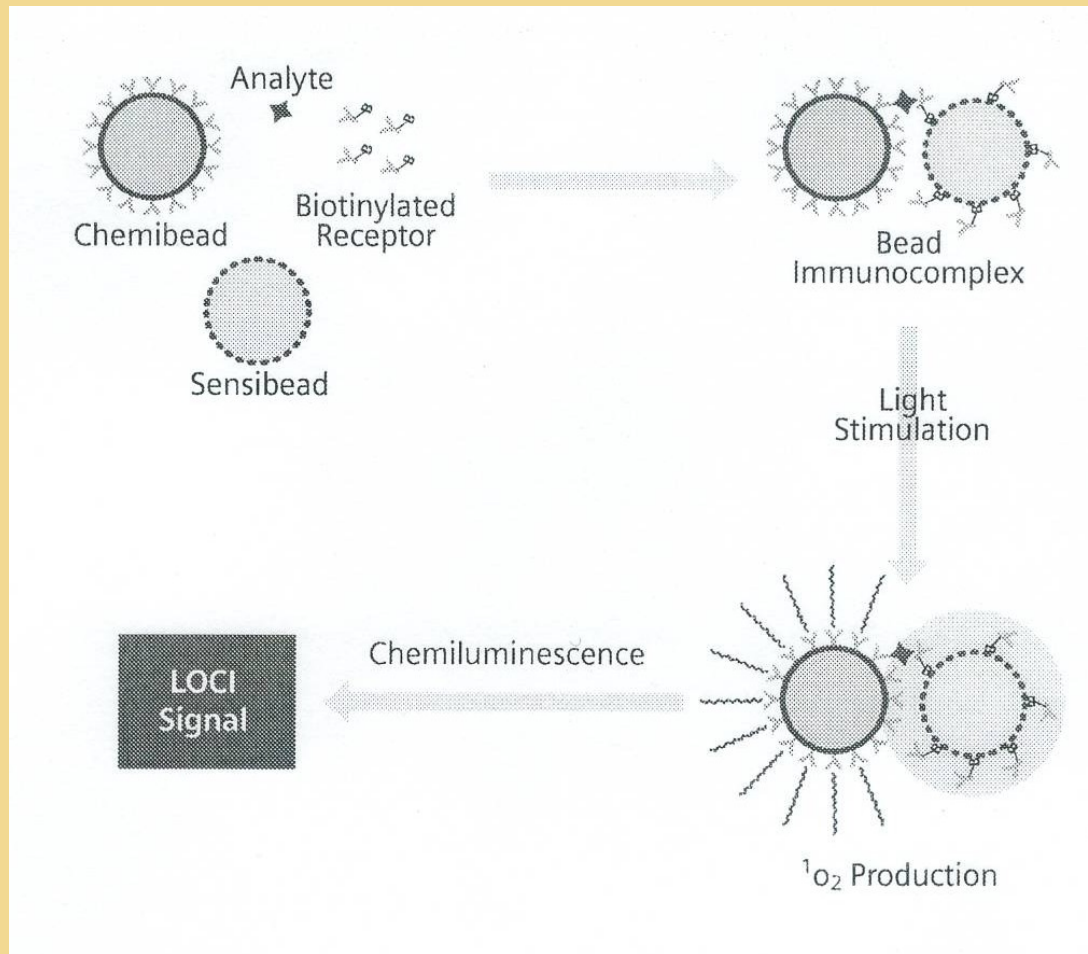 Analyte
Biotinylated
Receptor
Chemibead
Sensibead
Bead
Immunocomplex
Light
Stimulation
Chemiluminescence
LOCI
Signal
¹o₂ Production